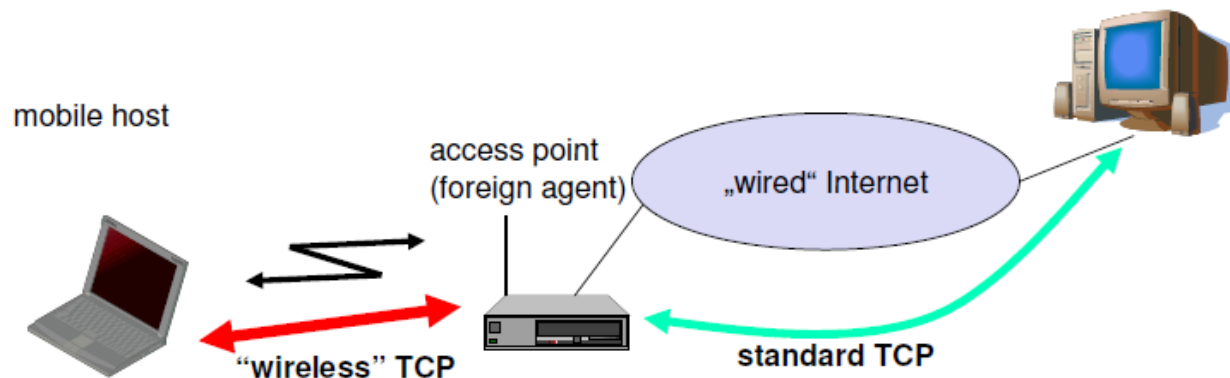 mobile host
access point
(foreign agent)
„wired“ Internet
“wireless” TCP
standard TCP